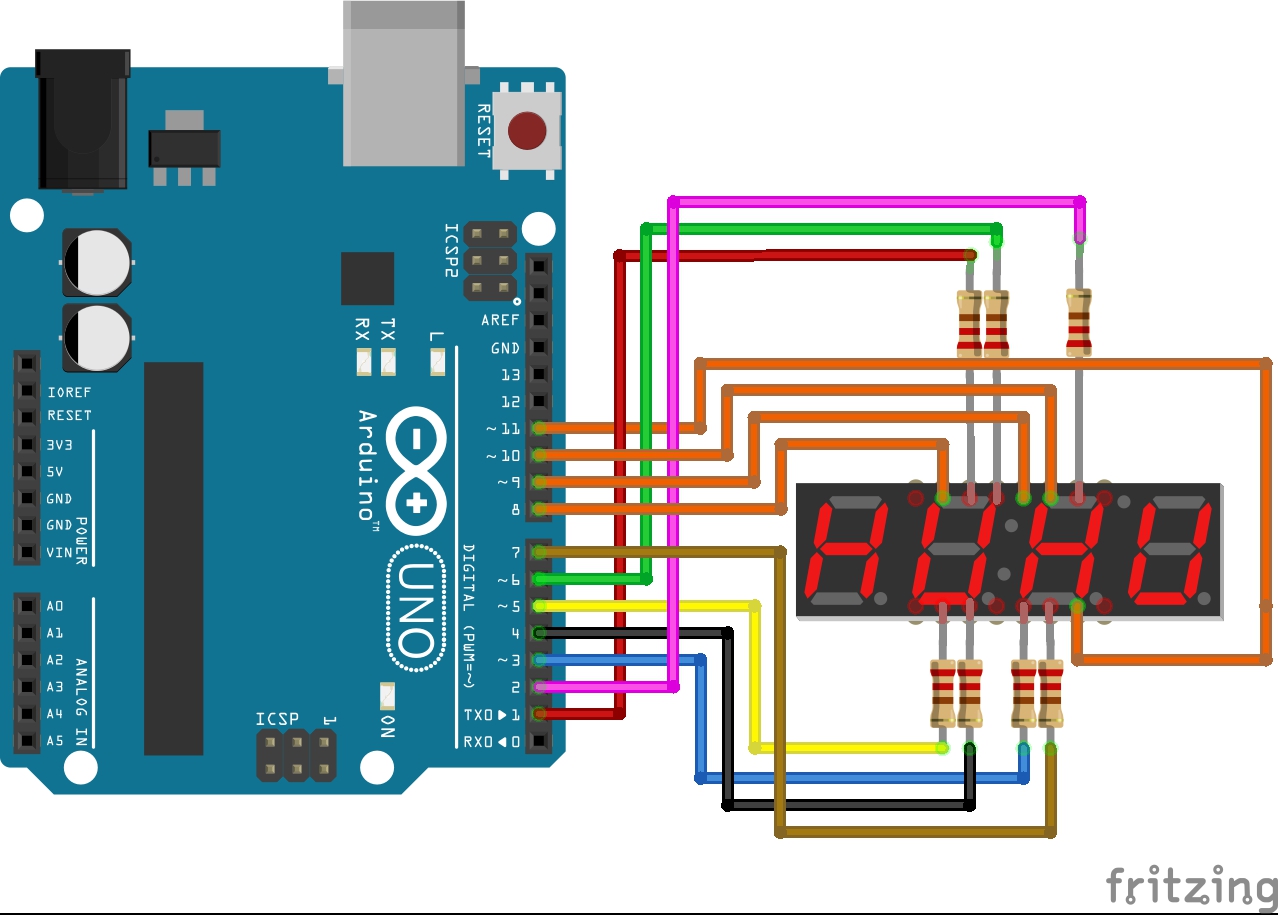 RESET
ICSP2
AREF
GND
13
12
~11
~10
~9
8
7
~6
~5
4
~3
2
TX0▶1
RX0◀0
RX
TX
L
Arduino™
UNO
DIGITAL (PWM=~)
IOREF
RESET
3V3
5V
GND
GND
VIN
POWER
A0
A1
A2
A3
A4
A5
ANALOG IN
ICSP
1
ON
fritzing